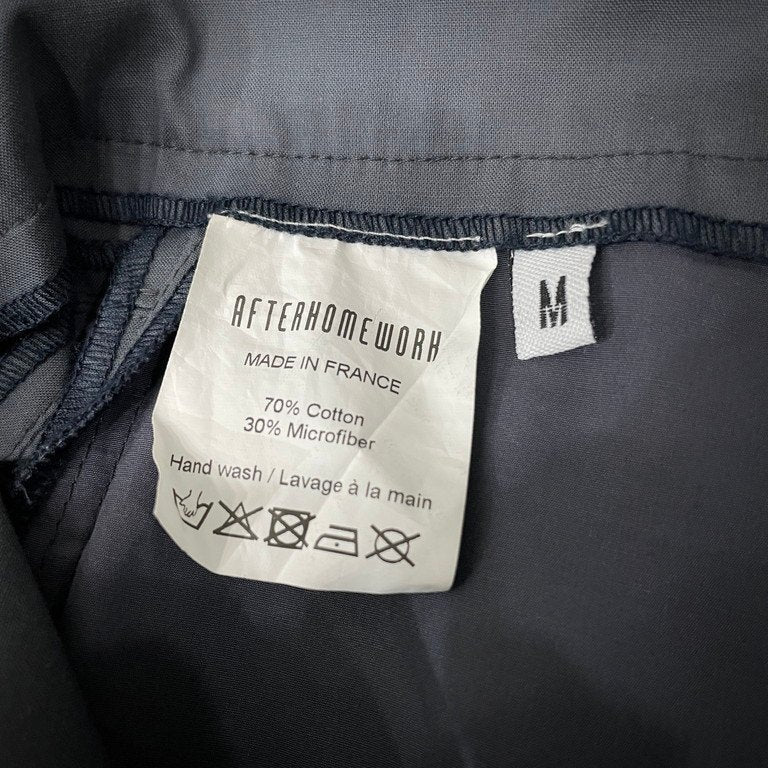 AFTERHOMEWORK
MADE IN FRANCE
70% Cotton
30% Microfiber
Hand wash / Lavage à la main
M